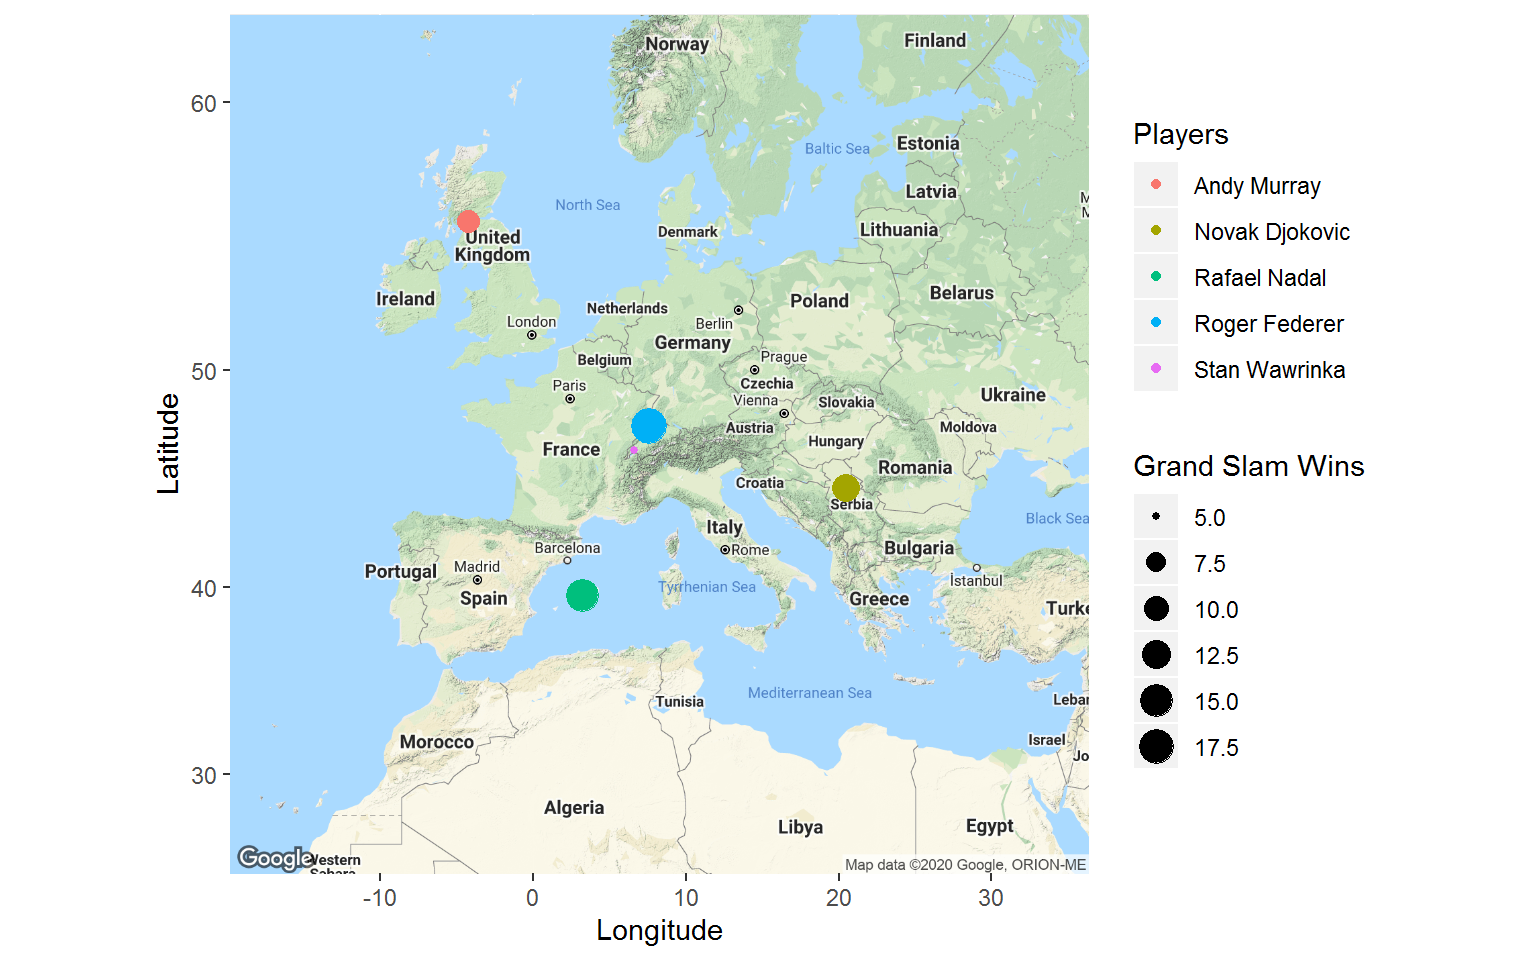 Norway
Finland
60
Estonia
Baltic Sea
Latvia
North Sea
Denmark
Lithuania
United
Kingdom
Ireland
Netherlands
Poland
Belarus
London
Berlin
Germany
Belgium
Prague
50
Paris
Czechia
Vienna
Slovakia
Ukraine
Austria
Moldova
France
Hungary
Romania
Croatia
Serbia
Black Sea
Italy
Barcelona
Rome
Bulgaria
Portugal
Madrid
Spain
40
Tyrrhenian Sea
İstanbul
Greece
Turke
Mediterranean Sea
Tunisia
Leban
Morocco
Israel
Jo
30
Algeria
Libya
Egypt
Google
Western
Sahara
Map data ©2020 Google, ORION-ME
-10
0
10
20
30
Longitude
Latitude
Players
Andy Murray
Novak Djokovic
Rafael Nadal
Roger Federer
Stan Wawrinka
Grand Slam Wins
5.0
7.5
10.0
12.5
15.0
17.5